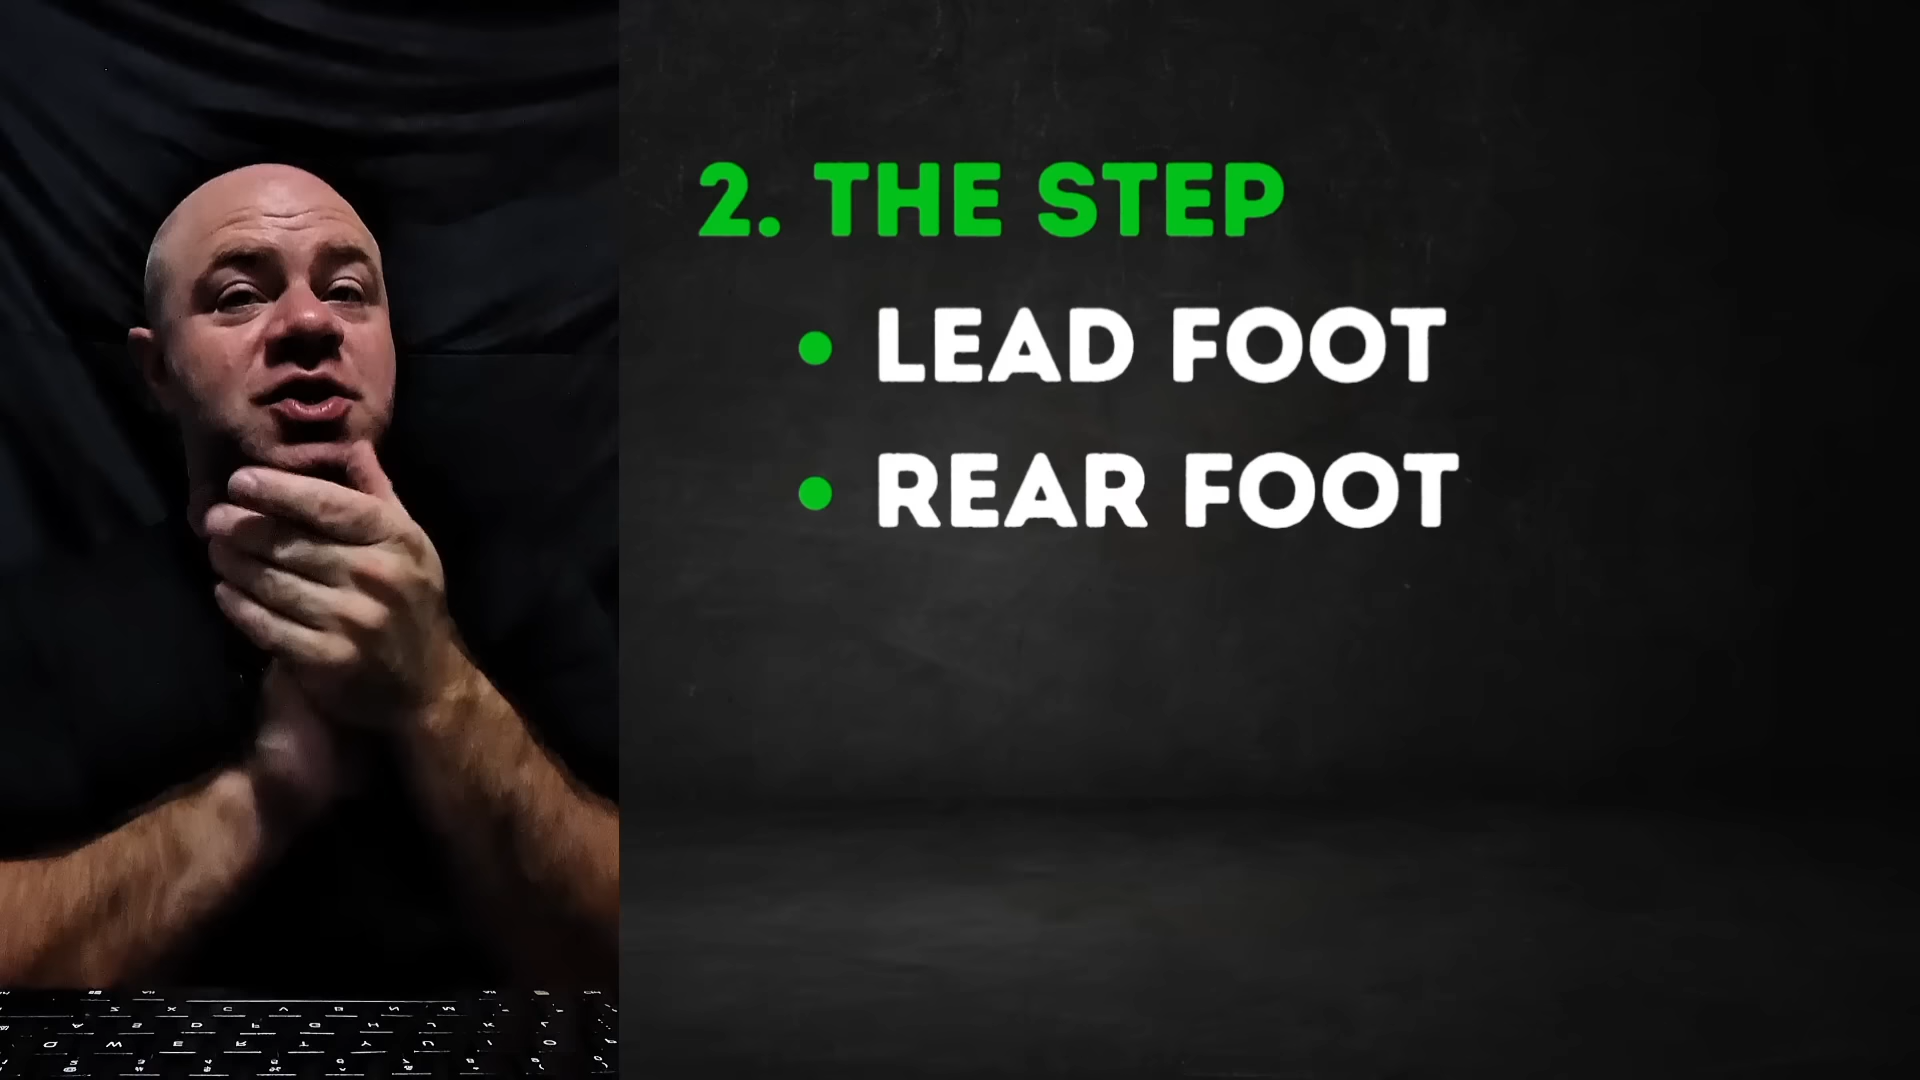 2. THE STEP
• LEAD FOOT
• REAR FOOT